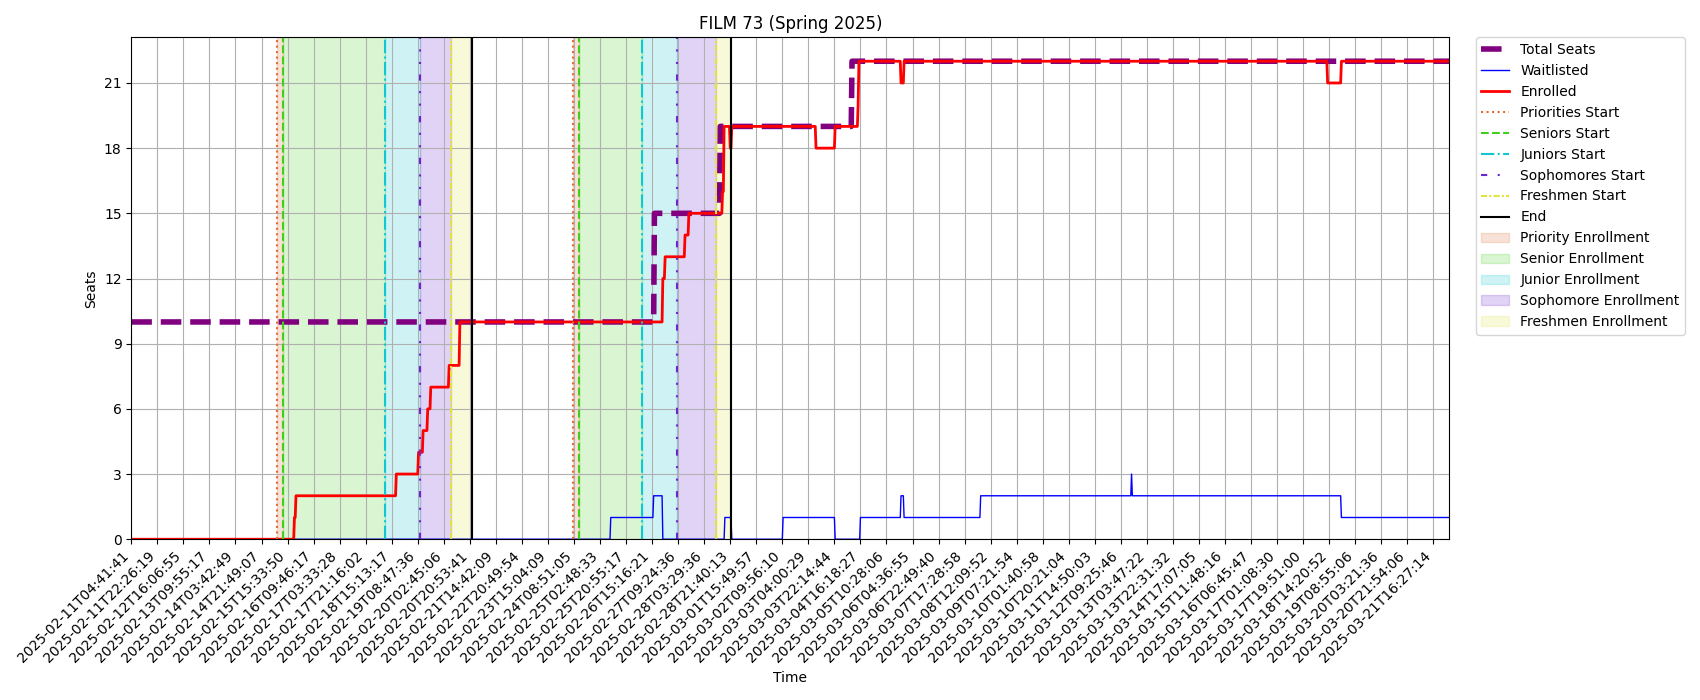 FILM 73 (Spring 2025)
Seats
21
18
15
12
9
6
3
0
2025-02-11T04:41:41
2025-02-11T22:26:19
2025-02-12T16:06:55
2025-02-13T09:55:17
2025-02-14T03:42:49
2025-02-14T21:49:07
2025-02-15T15:33:50
2025-02-16T09:46:17
2025-02-17T03:33:28
2025-02-17T21:16:02
2025-02-18T15:13:17
2025-02-19T08:47:36
2025-02-20T02:45:06
2025-02-20T20:53:41
2025-02-21T14:42:09
2025-02-22T20:49:54
2025-02-23T15:04:09
2025-02-24T08:51:05
2025-02-25T02:48:33
2025-02-25T20:55:17
2025-02-26T15:16:21
2025-02-27T09:24:36
2025-02-28T03:29:36
2025-02-28T21:40:13
2025-03-01T15:49:57
2025-03-02T09:56:10
2025-03-03T04:00:29
2025-03-03T22:14:44
2025-03-04T16:18:27
2025-03-05T10:28:06
2025-03-06T04:36:55
2025-03-06T22:49:40
2025-03-07T17:28:58
2025-03-08T12:09:52
2025-03-09T07:21:54
2025-03-10T01:40:58
2025-03-10T20:21:04
2025-03-11T14:50:03
2025-03-12T09:25:46
2025-03-13T03:47:22
2025-03-13T22:31:32
2025-03-14T17:07:05
2025-03-15T11:48:16
2025-03-16T06:45:47
2025-03-17T01:08:30
2025-03-17T19:51:00
2025-03-18T14:20:52
2025-03-19T08:55:06
2025-03-20T03:21:36
2025-03-20T21:54:06
2025-03-21T16:27:14
Time
Total Seats
Waitlisted
Enrolled
Priorities Start
Seniors Start
Juniors Start
Sophomores Start
Freshmen Start
End
Priority Enrollment
Senior Enrollment
Junior Enrollment
Sophomore Enrollment
Freshmen Enrollment